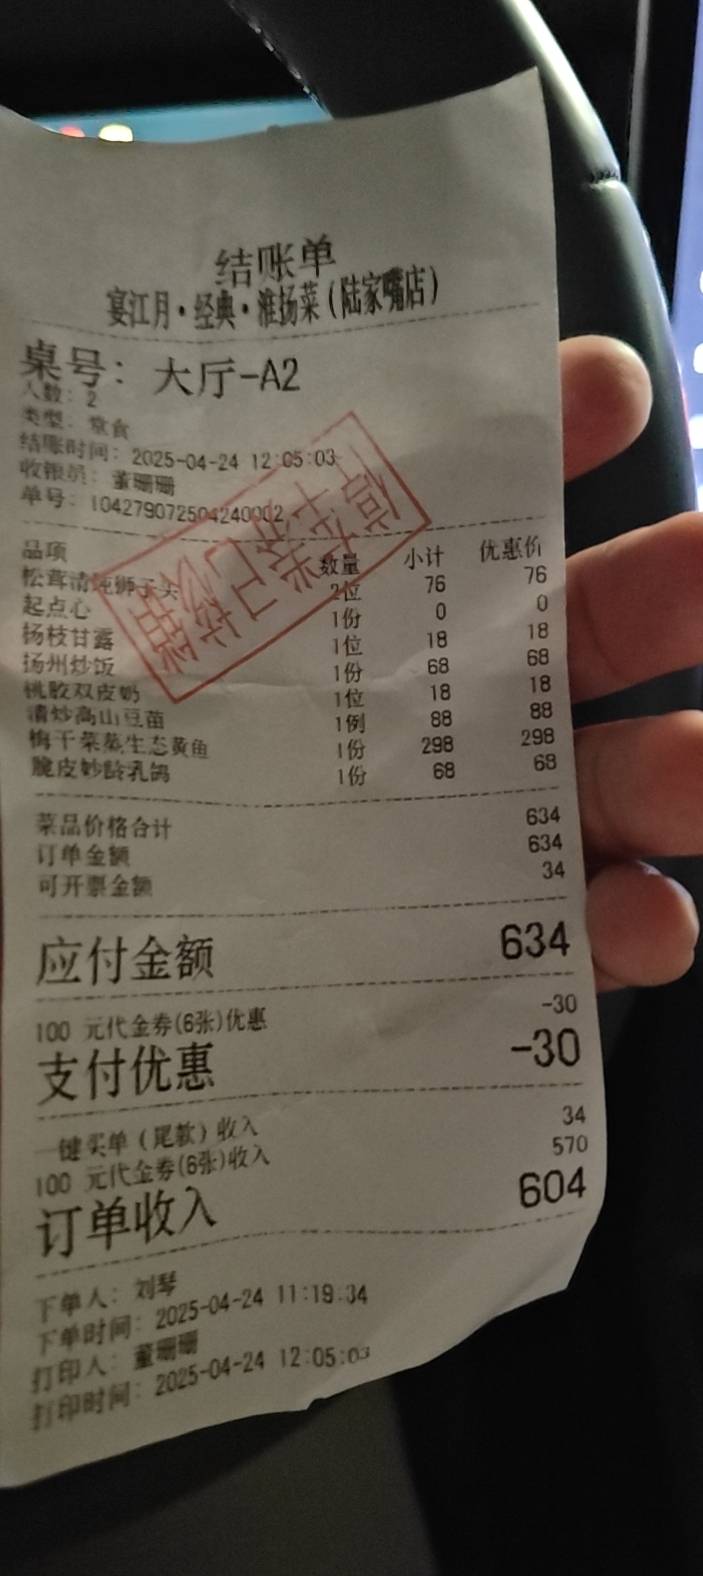 结账单
宴江月·经典·淮扬菜(陆家嘴店)
桌号: 大厅-A2
人数: 2
类型: 堂食
结账时间: 2025-04-24 12:05:03
收银员: 董珊珊
单号: 104279072504240002
品项 数量 小计 优惠价
松茸清炖狮子头 2位 76 76
起点心 1份 0 0
杨枝甘露 1位 18 18
扬州炒饭 1份 68 68
桃胶双皮奶 1位 18 18
清炒高山豆苗 1例 88 88
梅干菜蒸生态黄鱼 1份 298 298
脆皮妙龄乳鸽 1份 68 68
菜品价格合计 634
订单金额 634
可开票金额 34
应付金额 634
100 元代金券(6张)优惠 -30
支付优惠 -30
一键买单(尾款)收入 34
100 元代金券(6张)收入 570
订单收入 604
下单人: 刘琴
下单时间: 2025-04-24 11:19:34
打印人: 董珊珊
打印时间: 2025-04-24 12:05:03